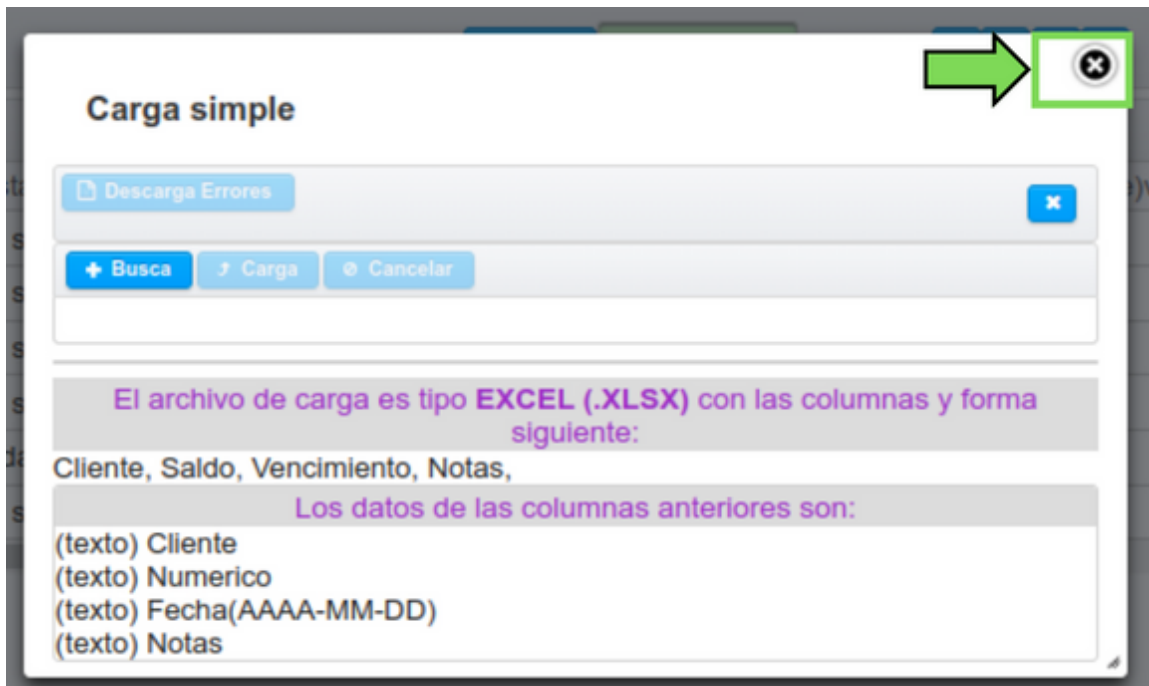 Carga simple
Descarga Errores
Busca Carga Cancelar
El archivo de carga es tipo EXCEL (.XLSX) con las columnas y forma
siguiente:
Cliente, Saldo, Vencimiento, Notas,
Los datos de las columnas anteriores son:
(texto) Cliente
(texto) Numerico
(texto) Fecha(AAAA-MM-DD)
(texto) Notas